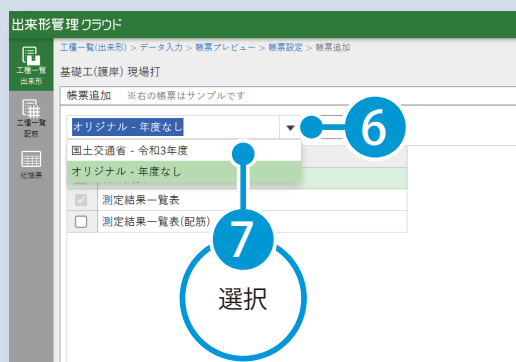 出来形管理クラウド
工種一覧(出来形) > データ入力 > 帳票プレビュー > 帳票設定 > 帳票追加
工種一覧
出来形
基礎工(護岸) 現場打
帳票追加 ※右の帳票はサンプルです
工種一覧
配筋
オリジナル - 年度なし
6
国土交通省 - 令和3年度
総括表
オリジナル - 年度なし
測定結果一覧表
測定結果一覧表(配筋)
7
選択